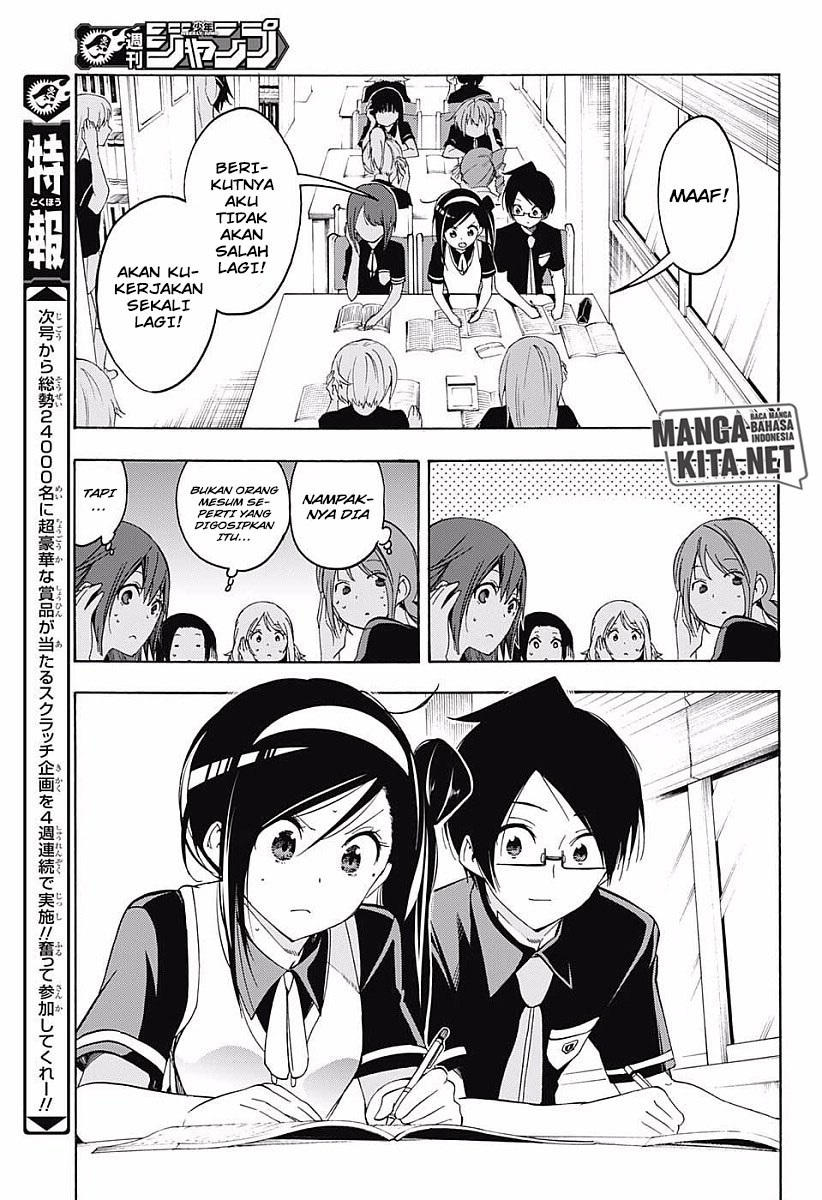 週刊少年ジャンプ
特報
とくほう
次号から総勢24000名に超豪華な賞品が当たるスクラッチ企画を4週連続で実施!!奮って参加してくれー!!
MAAF!
BERI-
KUTNYA
AKU
TIDAK
AKAN
SALAH
LAGI!
AKAN KU-
KERJAKAN
SEKALI
LAGI!
MANGA
KITA.NET
BACA MANGA
BAHASA
INDONESIA
NAMPAK-
NYA DIA
BUKAN ORANG
MESUM SE-
PERTI YANG
DIGOSIPKAN
ITU...
TAPI
...